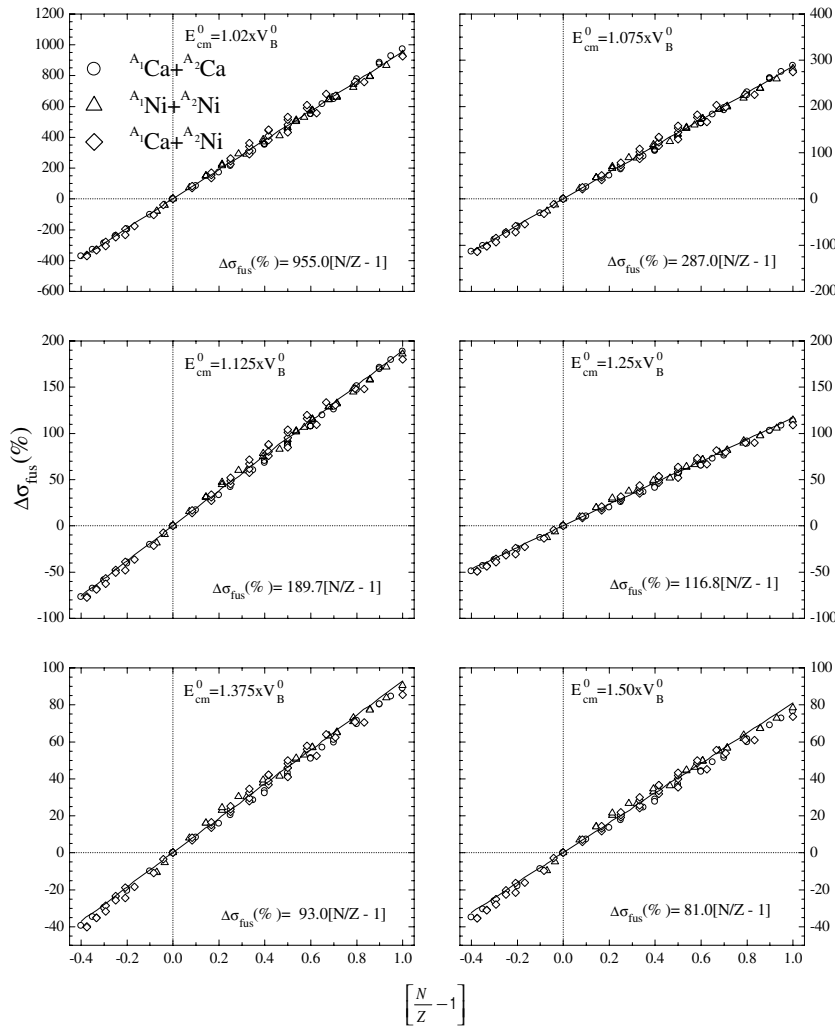 E⁰cm=1.02xV⁰B
E⁰cm=1.075xV⁰B
A₁Ca+A₂Ca
A₁Ni+A₂Ni
A₁Ca+A₂Ni
1200
1000
800
600
400
200
0
-200
-400
-600
Δσfus(%)= 955.0[N/Z - 1]
400
300
200
100
0
-100
-200
Δσfus(%)= 287.0[N/Z - 1]
E⁰cm=1.125xV⁰B
E⁰cm=1.25xV⁰B
200
150
100
50
0
-50
-100
Δσfus(%)= 189.7[N/Z - 1]
200
150
100
50
0
-50
-100
Δσfus(%)= 116.8[N/Z - 1]
Δσfus(%)
E⁰cm=1.375xV⁰B
E⁰cm=1.50xV⁰B
100
80
60
40
20
0
-20
-40
Δσfus(%)= 93.0[N/Z - 1]
100
80
60
40
20
0
-20
-40
Δσfus(%)= 81.0[N/Z - 1]
-0.4 -0.2 0.0 0.2 0.4 0.6 0.8 1.0
-0.4 -0.2 0.0 0.2 0.4 0.6 0.8 1.0
[N/Z −1]